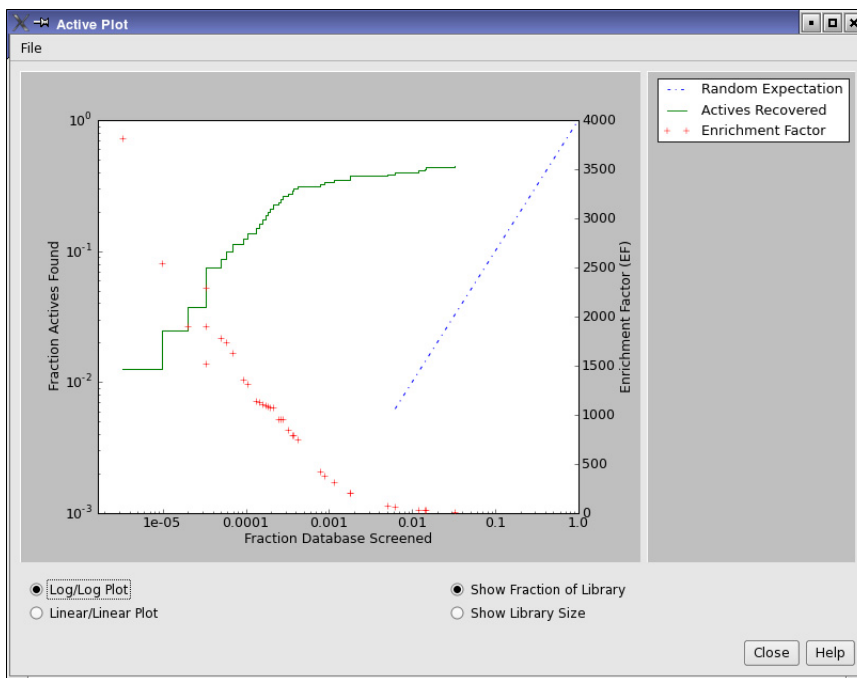 Active Plot
File
Random Expectation
Actives Recovered
Enrichment Factor
10^0
10^-1
10^-2
10^-3
Fraction Actives Found
4000
3500
3000
2500
2000
1500
1000
500
0
Enrichment Factor (EF)
1e-05
0.0001
0.001
0.01
0.1
1.0
Fraction Database Screened
Log/Log Plot
Show Fraction of Library
Linear/Linear Plot
Show Library Size
Close
Help